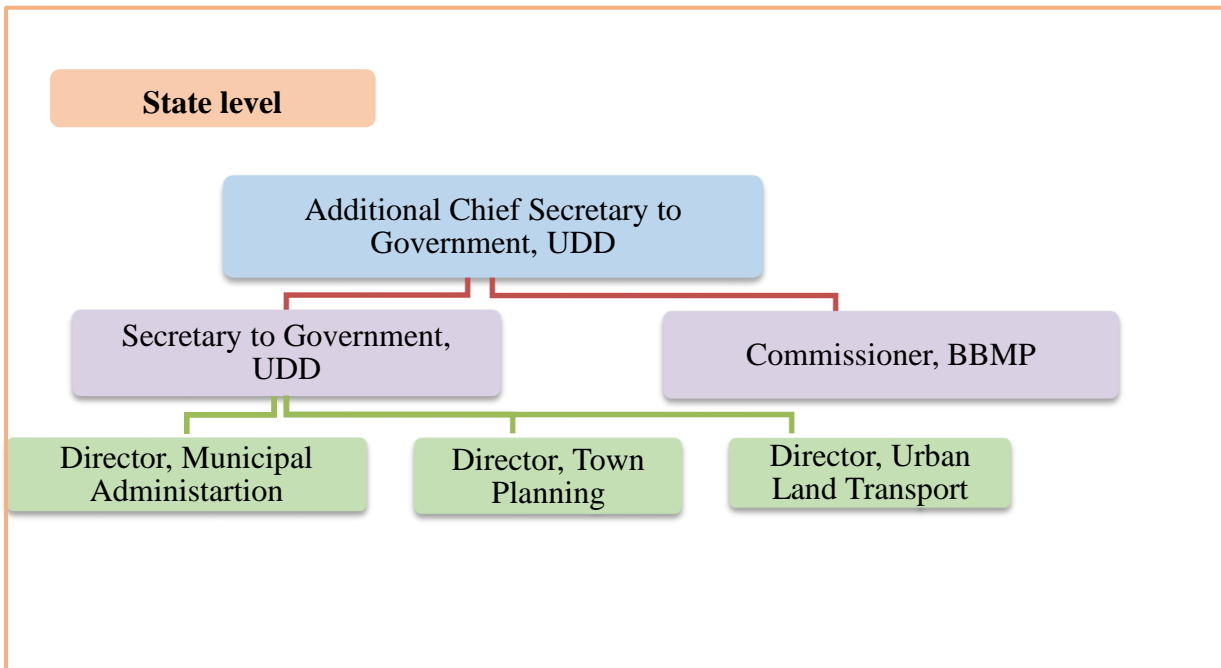 State level
Additional Chief Secretary to
Government, UDD
Secretary to Government,
UDD
Commissioner, BBMP
Director, Municipal
Administartion
Director, Town
Planning
Director, Urban
Land Transport